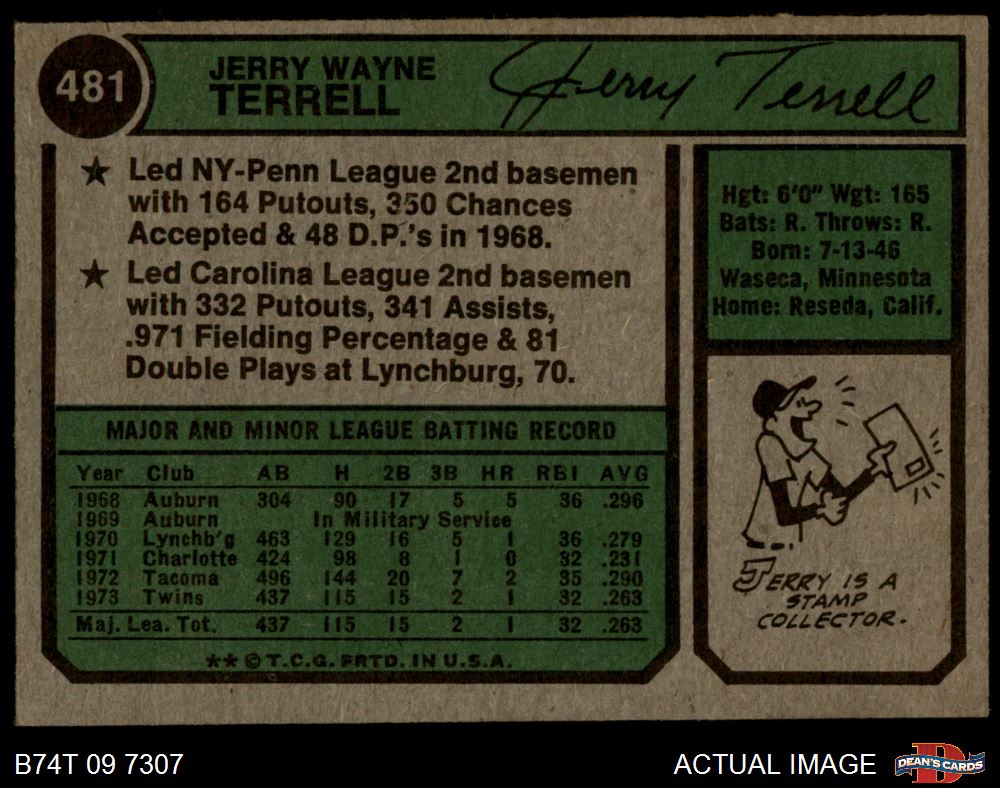 481
JERRY WAYNE
TERRELL
Jerry Terrell
★ Led NY-Penn League 2nd basemen
with 164 Putouts, 350 Chances
Accepted & 48 D.P.'s in 1968.
★ Led Carolina League 2nd basemen
with 332 Putouts, 341 Assists,
.971 Fielding Percentage & 81
Double Plays at Lynchburg, 70.
Hgt: 6'0" Wgt: 165
Bats: R. Throws: R.
Born: 7-13-46
Waseca, Minnesota
Home: Reseda, Calif.
MAJOR AND MINOR LEAGUE BATTING RECORD
Year Club AB H 2B 3B HR RBI AVG
1968 Auburn 304 90 17 5 5 36 .296
1969 Auburn In Military Service
1970 Lynchb'g 463 129 16 5 1 36 .279
1971 Charlotte 424 98 8 1 0 32 .231
1972 Tacoma 496 144 20 7 2 35 .290
1973 Twins 437 115 15 2 1 32 .263
Maj. Lea. Tot. 437 115 15 2 1 32 .263
**©T.C.G. PRTD. IN U.S.A.
JERRY IS A
STAMP
COLLECTOR.
B74T 09 7307
ACTUAL IMAGE
D
DEAN'S CARDS